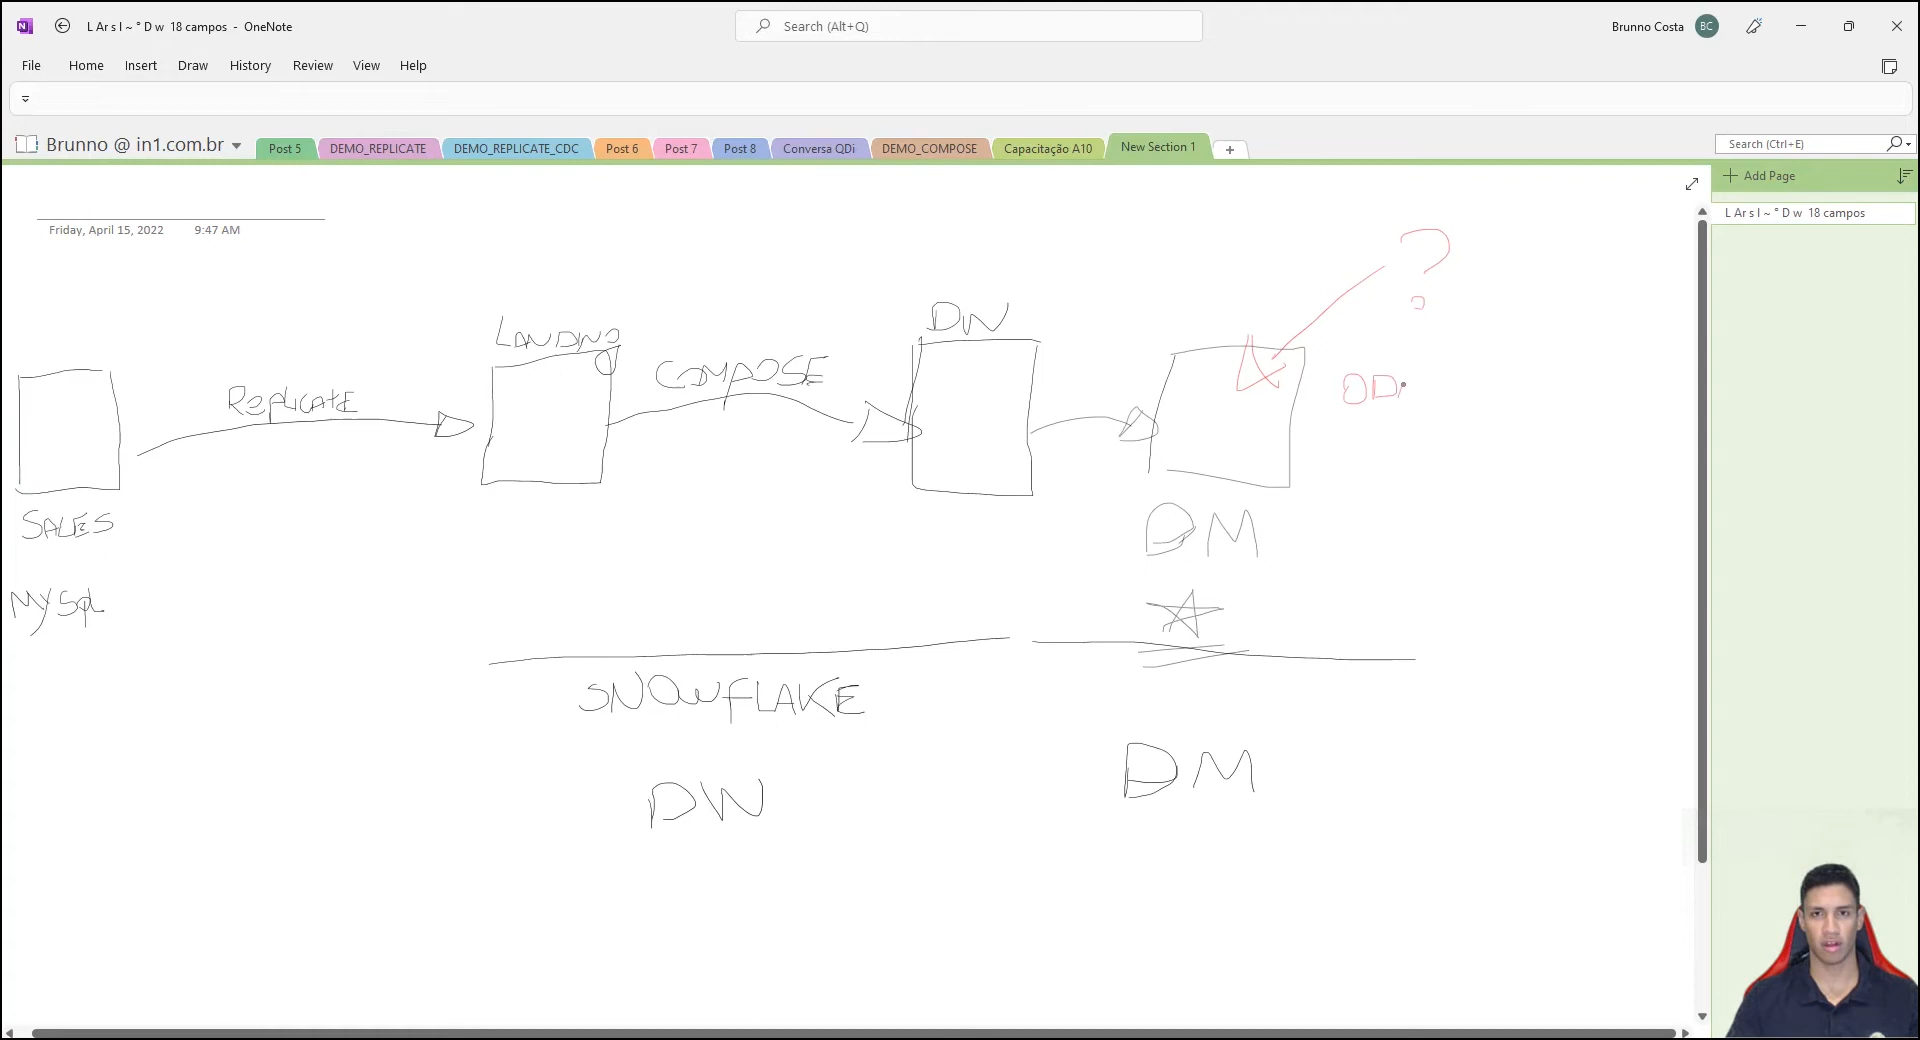 L Ar s I ~ ° D w 18 campos - OneNote
Search (Alt+Q)
Brunno Costa
BC
File Home Insert Draw History Review View Help
Brunno @ in1.com.br
Post 5
DEMO_REPLICATE
DEMO_REPLICATE_CDC
Post 6
Post 7
Post 8
Conversa QDi
DEMO_COMPOSE
Capacitação A10
New Section 1
Search (Ctrl+E)
Add Page
L Ar s I ~ ° D w 18 campos
Friday, April 15, 2022 9:47 AM
?
LANDING
DW
REPLICATE
COMPOSE
SALES
DM
MYSQL
SNOWFLAKE
DW
DM